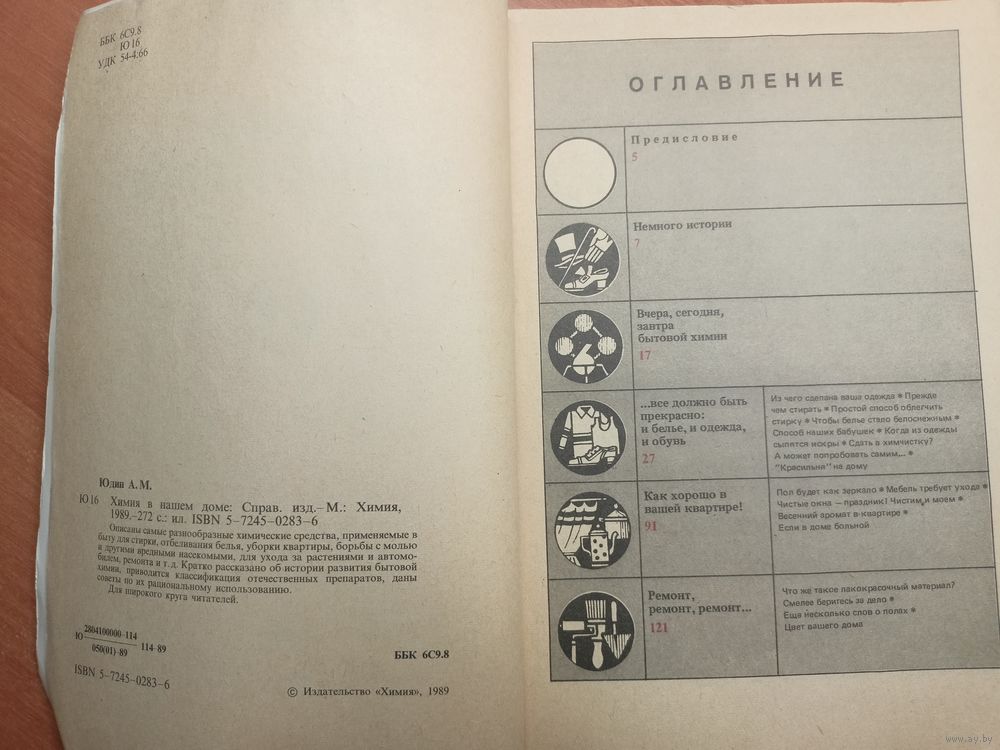 ББК 6С9.8
Ю 16
УДК 54-4:66
Юдин А. М.
Ю 16 Химия в нашем доме: Справ. изд.– М.: Химия,
1989,–272 с.: ил. ISBN 5–7245–0283–6
Описаны самые разнообразные химические средства, применяемые в
быту для стирки, отбеливания белья, уборки квартиры, борьбы с молью
и другими вредными насекомыми, для ухода за растениями и автомо-
билем, ремонта и т. д. Кратко рассказано об истории развития бытовой
химии, приводится классификация отечественных препаратов, даны
советы по их рациональному использованию.
Для широкого круга читателей.
Ю 2804100000–114
050(01)–89
114–89
ББК 6С9.8
ISBN 5–7245–0283–6
© Издательство «Химия», 1989
ОГЛАВЛЕНИЕ
Предисловие
5
Немного истории
7
Вчера, сегодня,
завтра
бытовой химии
17
...все должно быть
прекрасно:
и белье, и одежда,
и обувь
27
Из чего сделана ваша одежда * Прежде
чем стирать * Простой способ облегчить
стирку * Чтобы белье стало белоснежным *
Способ наших бабушек * Когда из одежды
сыпятся искры * Сдать в химчистку?
А может попробовать самим... *
"Красильня" на дому
Как хорошо в
вашей квартире!
91
Пол будет как зеркало * Мебель требует ухода *
Чистые окна — праздник! Чистим и моем *
Весенний аромат в квартире *
Если в доме больной
Ремонт,
ремонт, ремонт...
121
Что же такое лакокрасочный материал?
Смелее беритесь за дело *
Еще несколько слов о полах *
Цвет вашего дома
www.ay.by